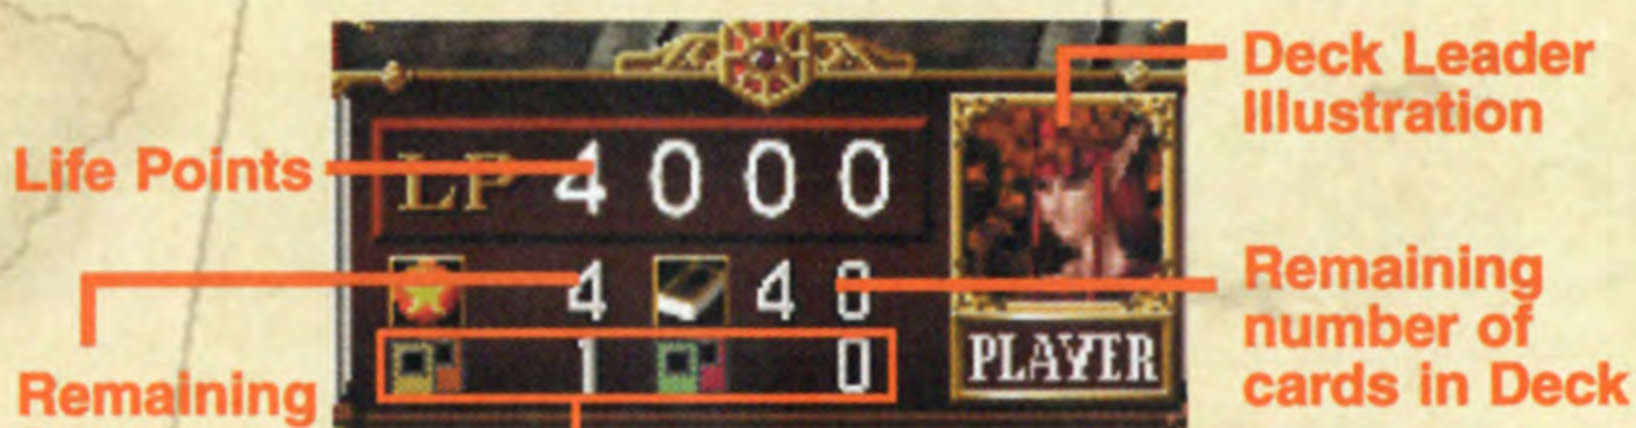 Deck Leader
Illustration
Life Points
LP 4000
4 40
Remaining
number of
cards in Deck
Remaining
1 0
PLAYER